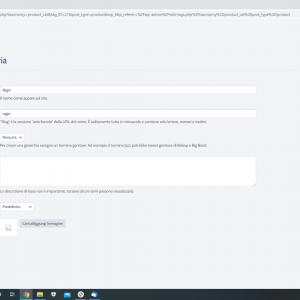 ria
Nigiri
Il nome come appare sul sito.
nigiri
"Slug" è la versione "amichevole" della URL del nome. È solitamente tutta in minuscolo e contiene solo lettere, numeri e trattini.
Nessuna
Per creare una gerarchia assegna un termine genitore. Ad esempio il termine Jazz potrebbe essere genitore di Bebop e Big Band.
La descrizione di base non è importante, tuttavia alcuni temi possono visualizzarla.
Predefinito
Carica/Aggiungi immagine